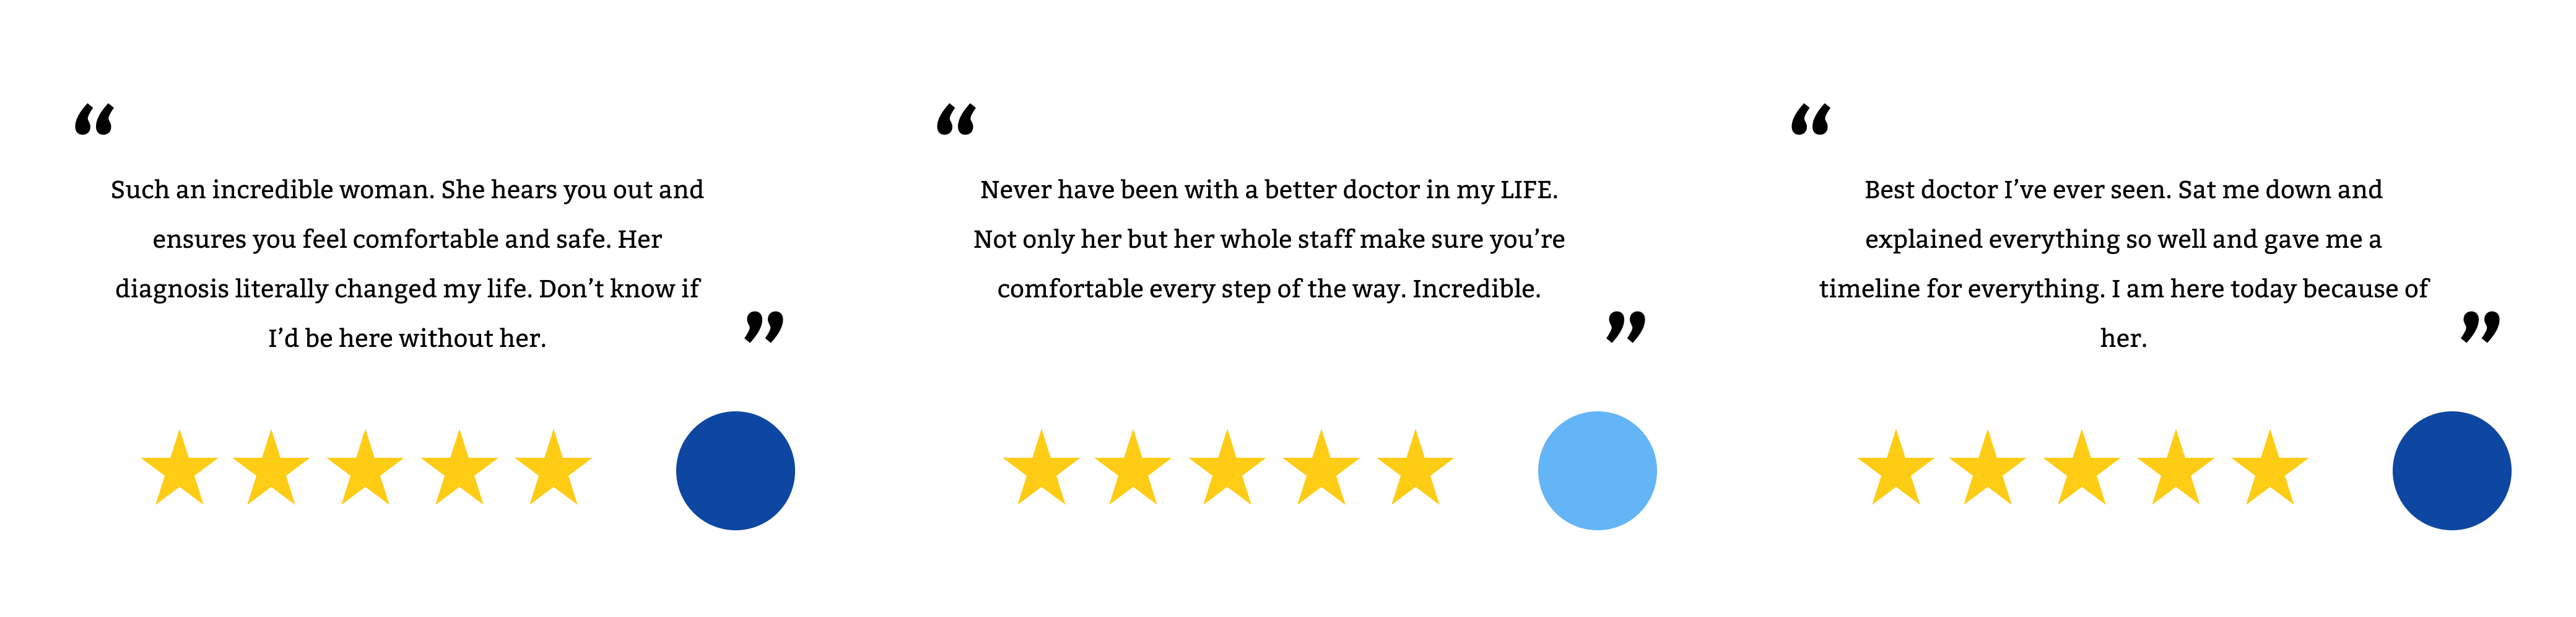 “
Such an incredible woman. She hears you out and
ensures you feel comfortable and safe. Her
diagnosis literally changed my life. Don’t know if
I’d be here without her.
”
“
Never have been with a better doctor in my LIFE.
Not only her but her whole staff make sure you’re
comfortable every step of the way. Incredible.
”
“
Best doctor I’ve ever seen. Sat me down and
explained everything so well and gave me a
timeline for everything. I am here today because of
her.
”